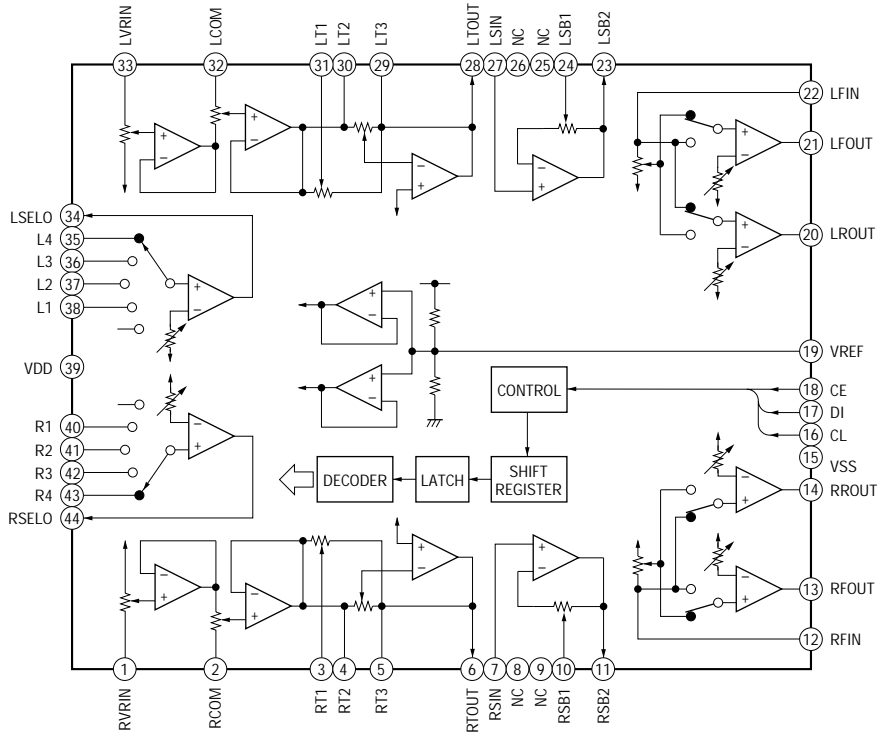 LVRIN
LCOM
LT1
LT2
LT3
LTOUT
LSIN
NC
NC
LSB1
LSB2
33
32
31
30
29
28
27
26
25
24
23
22 LFIN
21 LFOUT
20 LROUT
LSELO 34
L4 35
L3 36
L2 37
L1 38
VDD 39
R1 40
R2 41
R3 42
R4 43
RSELO 44
19 VREF
18 CE
17 DI
16 CL
15 VSS
14 RROUT
13 RFOUT
12 RFIN
CONTROL
DECODER
LATCH
SHIFT
REGISTER
1
2
3
4
5
6
7
8
9
10
11
RVRIN
RCOM
RT1
RT2
RT3
RTOUT
RSIN
NC
NC
RSB1
RSB2